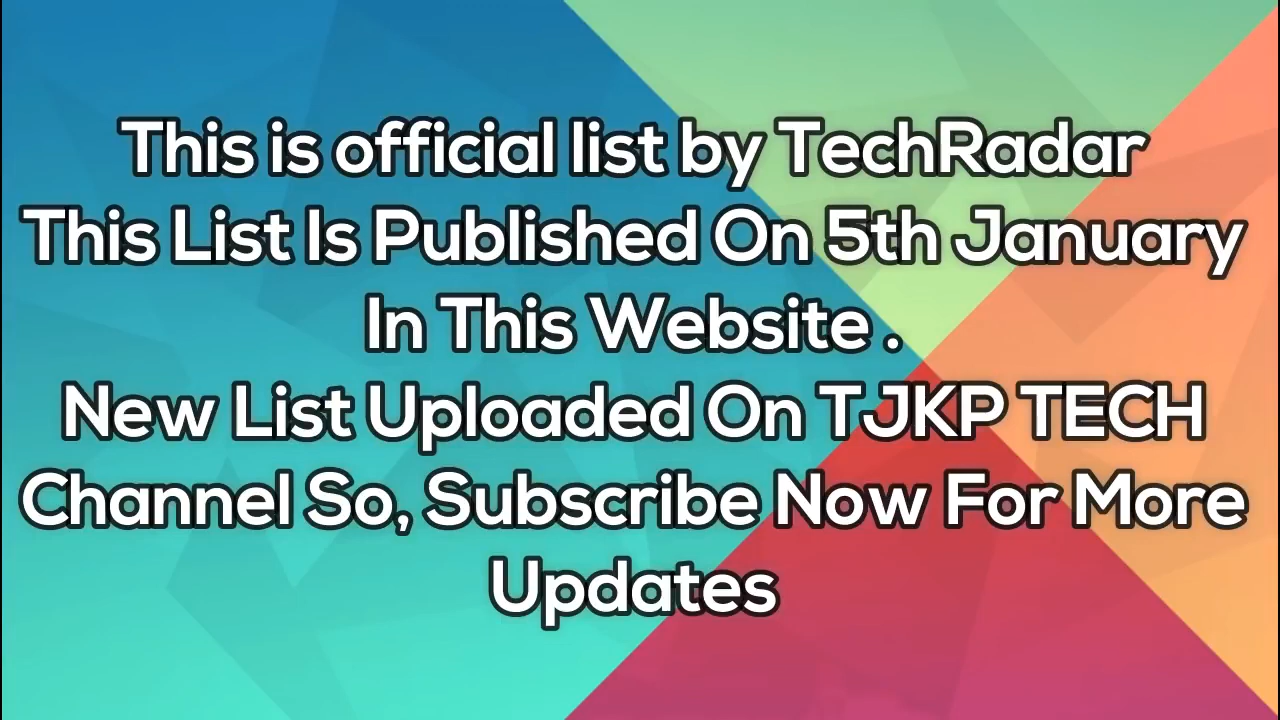 This is official list by TechRadar
This List Is Published On 5th January
In This Website .
New List Uploaded On TJKP TECH
Channel So, Subscribe Now For More
Updates